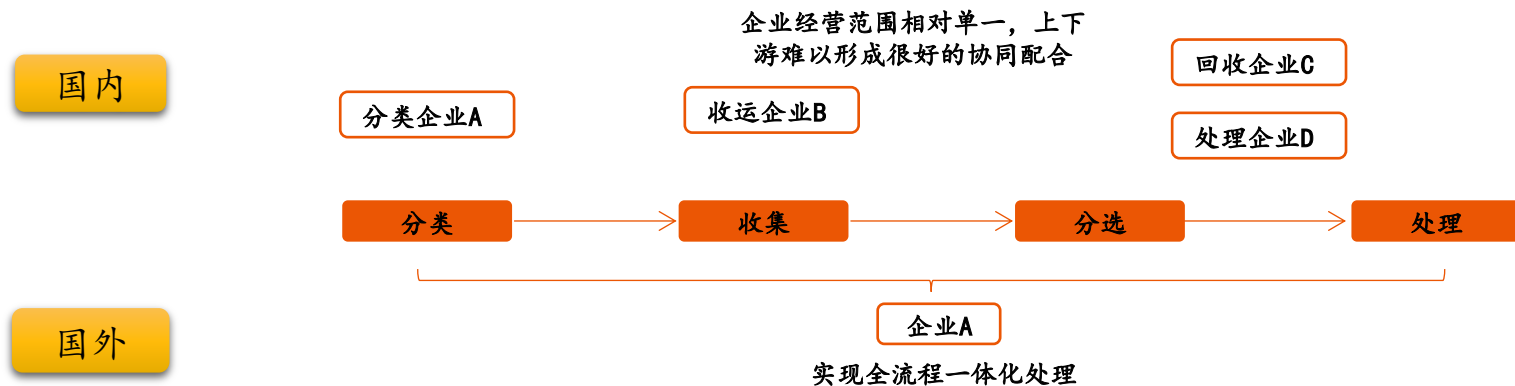 企业经营范围相对单一，上下
游难以形成很好的协同配合
国内
回收企业C
分类企业A
收运企业B
处理企业D
分类
收集
分选
处理
企业A
国外
实现全流程一体化处理